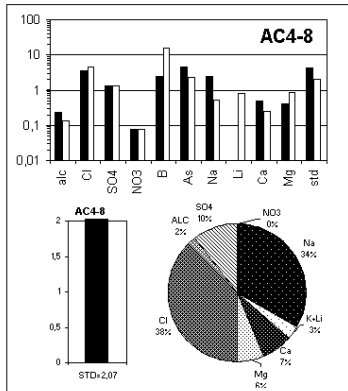 AC4-8
100
10
1
0,1
0,01
alc
Cl
SO4
NO3
B
As
Na
Li
Ca
Mg
std
AC4-8
2
1,5
1
0,5
0
STD=2,07
SO4
10%
NO3
0%
ALC
2%
Na
34%
Cl
38%
K+Li
3%
Ca
7%
Mg
6%